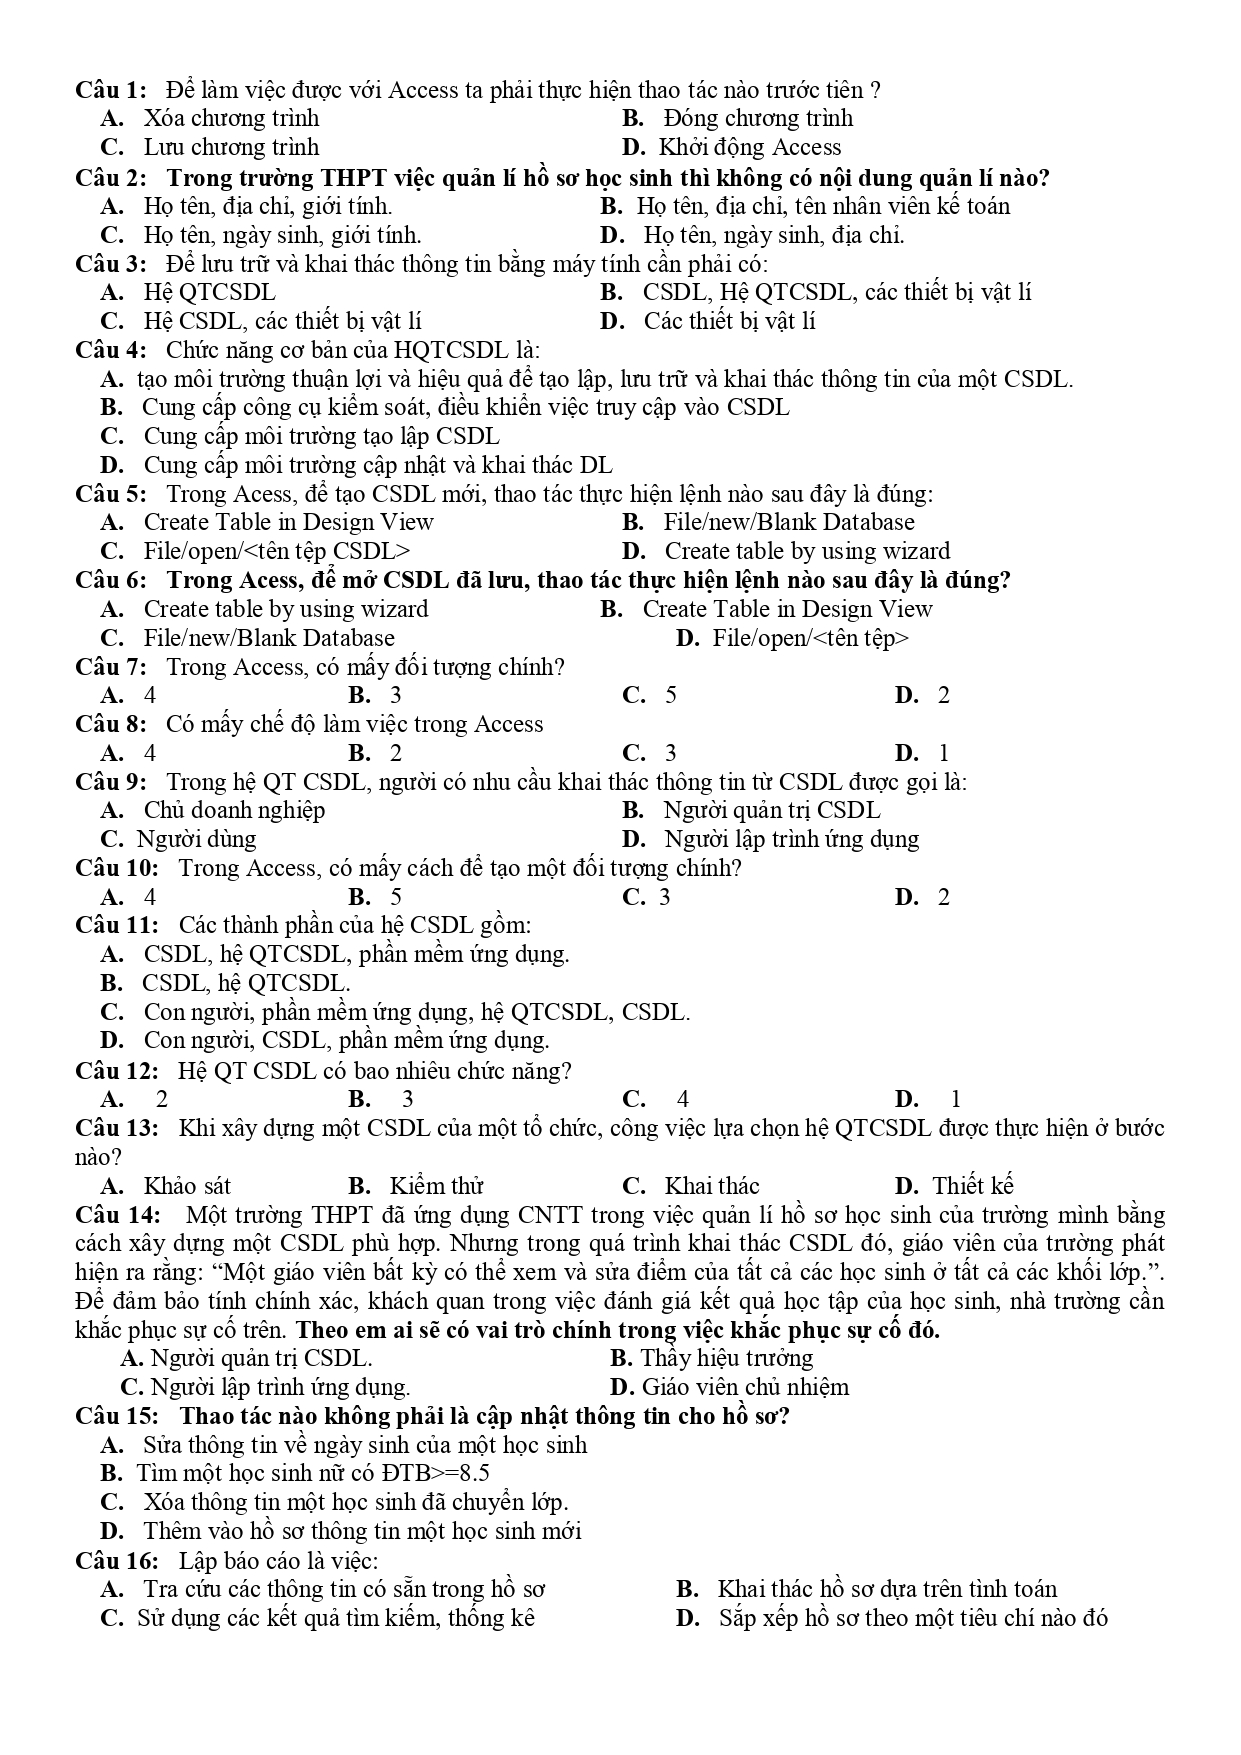 Câu 1: Để làm việc được với Access ta phải thực hiện thao tác nào trước tiên ?
A. Xóa chương trình B. Đóng chương trình
C. Lưu chương trình D. Khởi động Access
Câu 2: Trong trường THPT việc quản lí hồ sơ học sinh thì không có nội dung quản lí nào?
A. Họ tên, địa chỉ, giới tính. B. Họ tên, địa chỉ, tên nhân viên kế toán
C. Họ tên, ngày sinh, giới tính. D. Họ tên, ngày sinh, địa chỉ.
Câu 3: Để lưu trữ và khai thác thông tin bằng máy tính cần phải có:
A. Hệ QTCSDL B. CSDL, Hệ QTCSDL, các thiết bị vật lí
C. Hệ CSDL, các thiết bị vật lí D. Các thiết bị vật lí
Câu 4: Chức năng cơ bản của HQTCSDL là:
A. tạo môi trường thuận lợi và hiệu quả để tạo lập, lưu trữ và khai thác thông tin của một CSDL.
B. Cung cấp công cụ kiểm soát, điều khiển việc truy cập vào CSDL
C. Cung cấp môi trường tạo lập CSDL
D. Cung cấp môi trường cập nhật và khai thác DL
Câu 5: Trong Acess, để tạo CSDL mới, thao tác thực hiện lệnh nào sau đây là đúng:
A. Create Table in Design View B. File/new/Blank Database
C. File/open/<tên tệp CSDL> D. Create table by using wizard
Câu 6: Trong Acess, để mở CSDL đã lưu, thao tác thực hiện lệnh nào sau đây là đúng?
A. Create table by using wizard B. Create Table in Design View
C. File/new/Blank Database D. File/open/<tên tệp>
Câu 7: Trong Access, có mấy đối tượng chính?
A. 4 B. 3 C. 5 D. 2
Câu 8: Có mấy chế độ làm việc trong Access
A. 4 B. 2 C. 3 D. 1
Câu 9: Trong hệ QT CSDL, người có nhu cầu khai thác thông tin từ CSDL được gọi là:
A. Chủ doanh nghiệp B. Người quản trị CSDL
C. Người dùng D. Người lập trình ứng dụng
Câu 10: Trong Access, có mấy cách để tạo một đối tượng chính?
A. 4 B. 5 C. 3 D. 2
Câu 11: Các thành phần của hệ CSDL gồm:
A. CSDL, hệ QTCSDL, phần mềm ứng dụng.
B. CSDL, hệ QTCSDL.
C. Con người, phần mềm ứng dụng, hệ QTCSDL, CSDL.
D. Con người, CSDL, phần mềm ứng dụng.
Câu 12: Hệ QT CSDL có bao nhiêu chức năng?
A. 2 B. 3 C. 4 D. 1
Câu 13: Khi xây dựng một CSDL của một tổ chức, công việc lựa chọn hệ QTCSDL được thực hiện ở bước
nào?
A. Khảo sát B. Kiểm thử C. Khai thác D. Thiết kế
Câu 14: Một trường THPT đã ứng dụng CNTT trong việc quản lí hồ sơ học sinh của trường mình bằng
cách xây dựng một CSDL phù hợp. Nhưng trong quá trình khai thác CSDL đó, giáo viên của trường phát
hiện ra rằng: “Một giáo viên bất kỳ có thể xem và sửa điểm của tất cả các học sinh ở tất cả các khối lớp.”.
Để đảm bảo tính chính xác, khách quan trong việc đánh giá kết quả học tập của học sinh, nhà trường cần
khắc phục sự cố trên. Theo em ai sẽ có vai trò chính trong việc khắc phục sự cố đó.
A. Người quản trị CSDL. B. Thầy hiệu trưởng
C. Người lập trình ứng dụng. D. Giáo viên chủ nhiệm
Câu 15: Thao tác nào không phải là cập nhật thông tin cho hồ sơ?
A. Sửa thông tin về ngày sinh của một học sinh
B. Tìm một học sinh nữ có ĐTB>=8.5
C. Xóa thông tin một học sinh đã chuyển lớp.
D. Thêm vào hồ sơ thông tin một học sinh mới
Câu 16: Lập báo cáo là việc:
A. Tra cứu các thông tin có sẵn trong hồ sơ B. Khai thác hồ sơ dựa trên tình toán
C. Sử dụng các kết quả tìm kiếm, thống kê D. Sắp xếp hồ sơ theo một tiêu chí nào đó